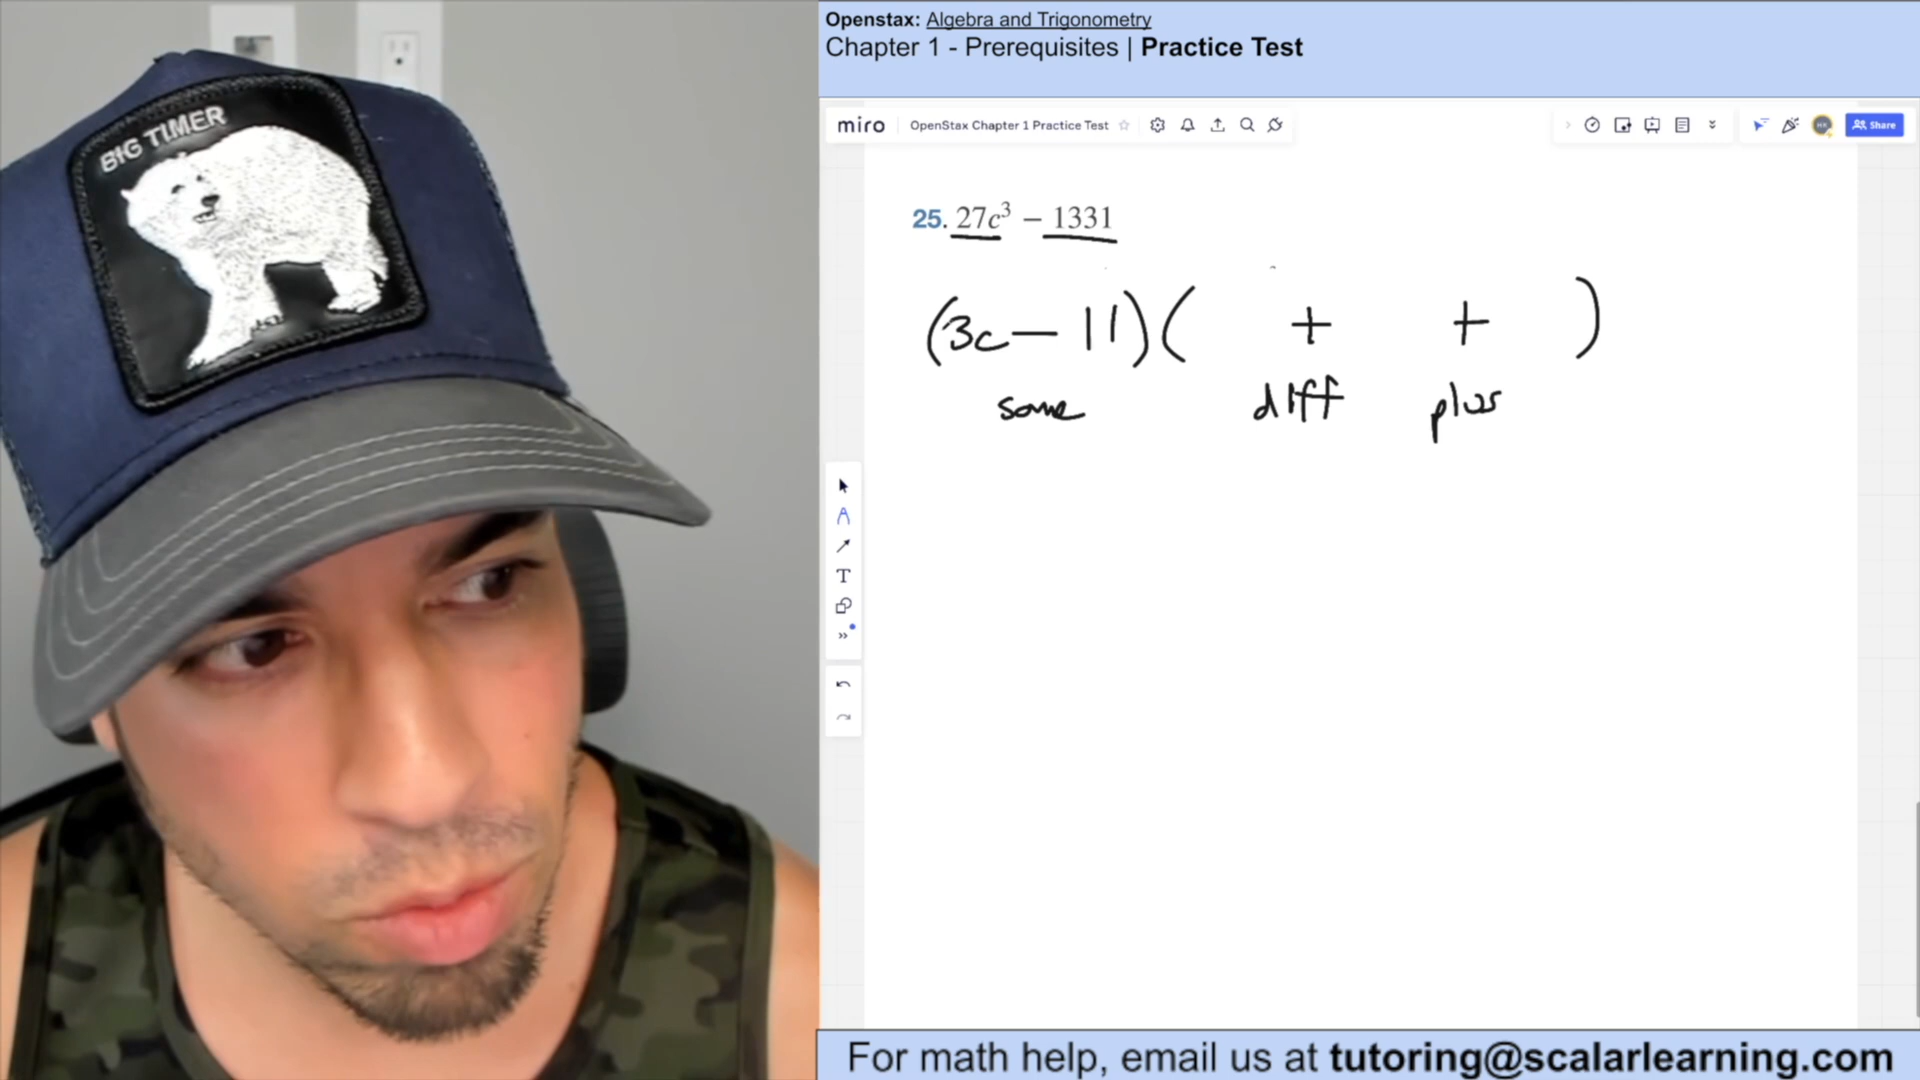 BIG TIMER
Openstax: Algebra and Trigonometry
Chapter 1 - Prerequisites | Practice Test
miro OpenStax Chapter 1 Practice Test Share
25. 27c³ − 1331
(3c − 11)( + + )
same diff plus
T
For math help, email us at tutoring@scalarlearning.com